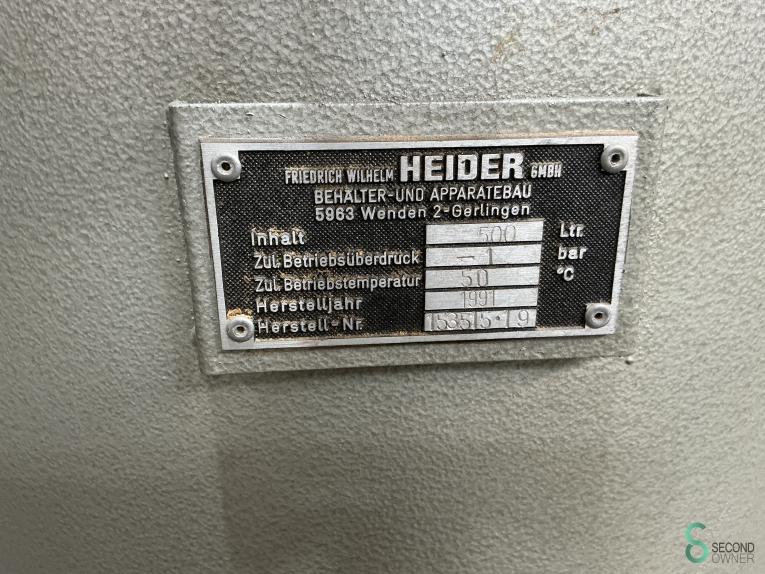 FRIEDRICH WILHELM HEIDER GMBH
BEHÄLTER-UND APPARATEBAU
5963 Wenden 2-Gerlingen
Inhalt 500 Ltr.
Zul. Betriebsüberdruck -1 bar
Zul. Betriebstemperatur 50 °C
Herstelljahr 1991
Herstell-Nr.
SECOND
OWNER